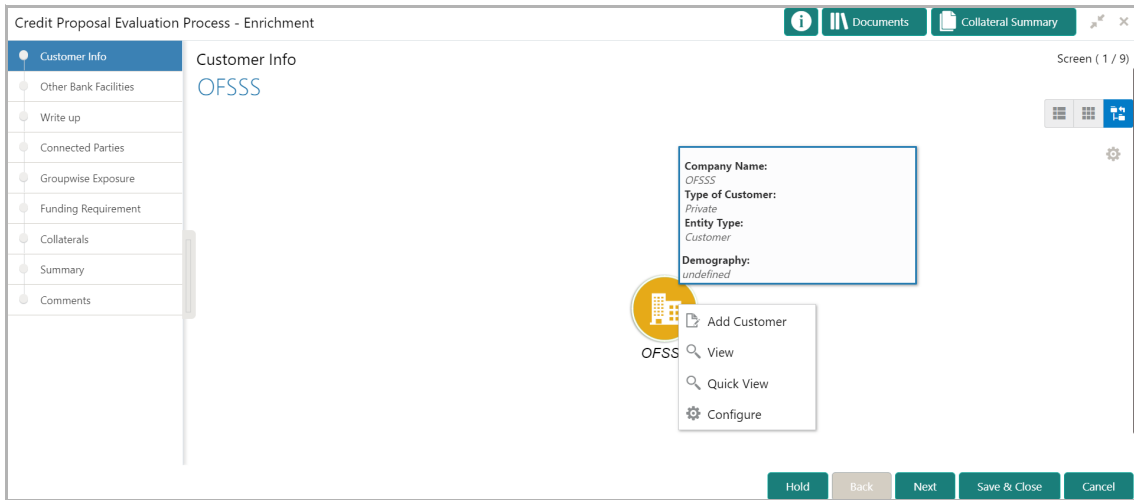 Credit Proposal Evaluation Process - Enrichment
i
Documents
Collateral Summary
Customer Info
Other Bank Facilities
Write up
Connected Parties
Groupwise Exposure
Funding Requirement
Collaterals
Summary
Comments
Customer Info
Screen ( 1 / 9)
OFSSS
Company Name:
OFSSS
Type of Customer:
Private
Entity Type:
Customer
Demography:
undefined
OFSS
Add Customer
View
Quick View
Configure
Hold
Back
Next
Save & Close
Cancel